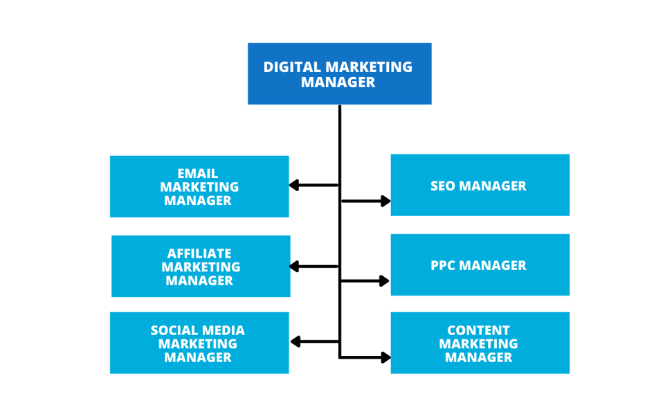 DIGITAL MARKETING
MANAGER
EMAIL
MARKETING
MANAGER
SEO MANAGER
AFFILIATE
MARKETING
MANAGER
PPC MANAGER
SOCIAL MEDIA
MARKETING
MANAGER
CONTENT
MARKETING
MANAGER